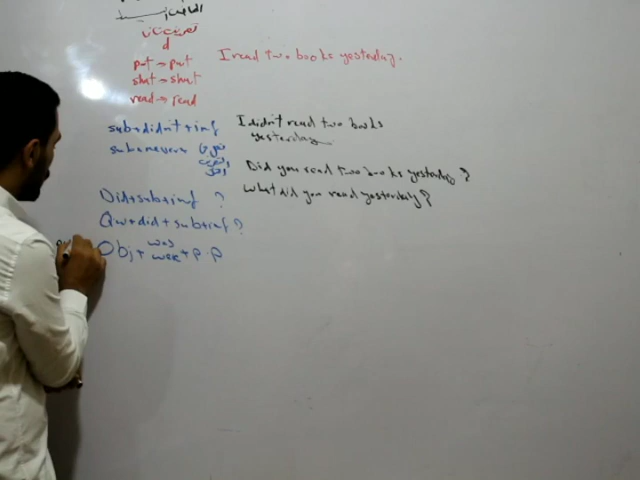 d
put → put
shut → shut
read → read
I read two books yesterday.
sub + didn't + inf
I didn't read two books
yesterday
sub + never +
Did you read two books yesterday ?
Did + sub + inf ?
What did you read yesterday ?
Qw + did + sub + inf ?
Obj + was were + p.p